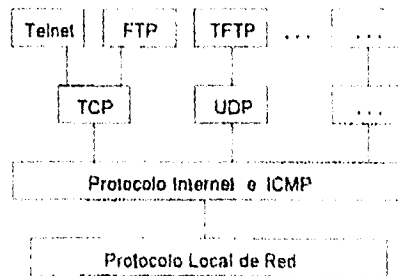 Telnet FTP TFTP ... ...
TCP UDP ...
Protocolo Internet e ICMP
Protocolo Local de Red